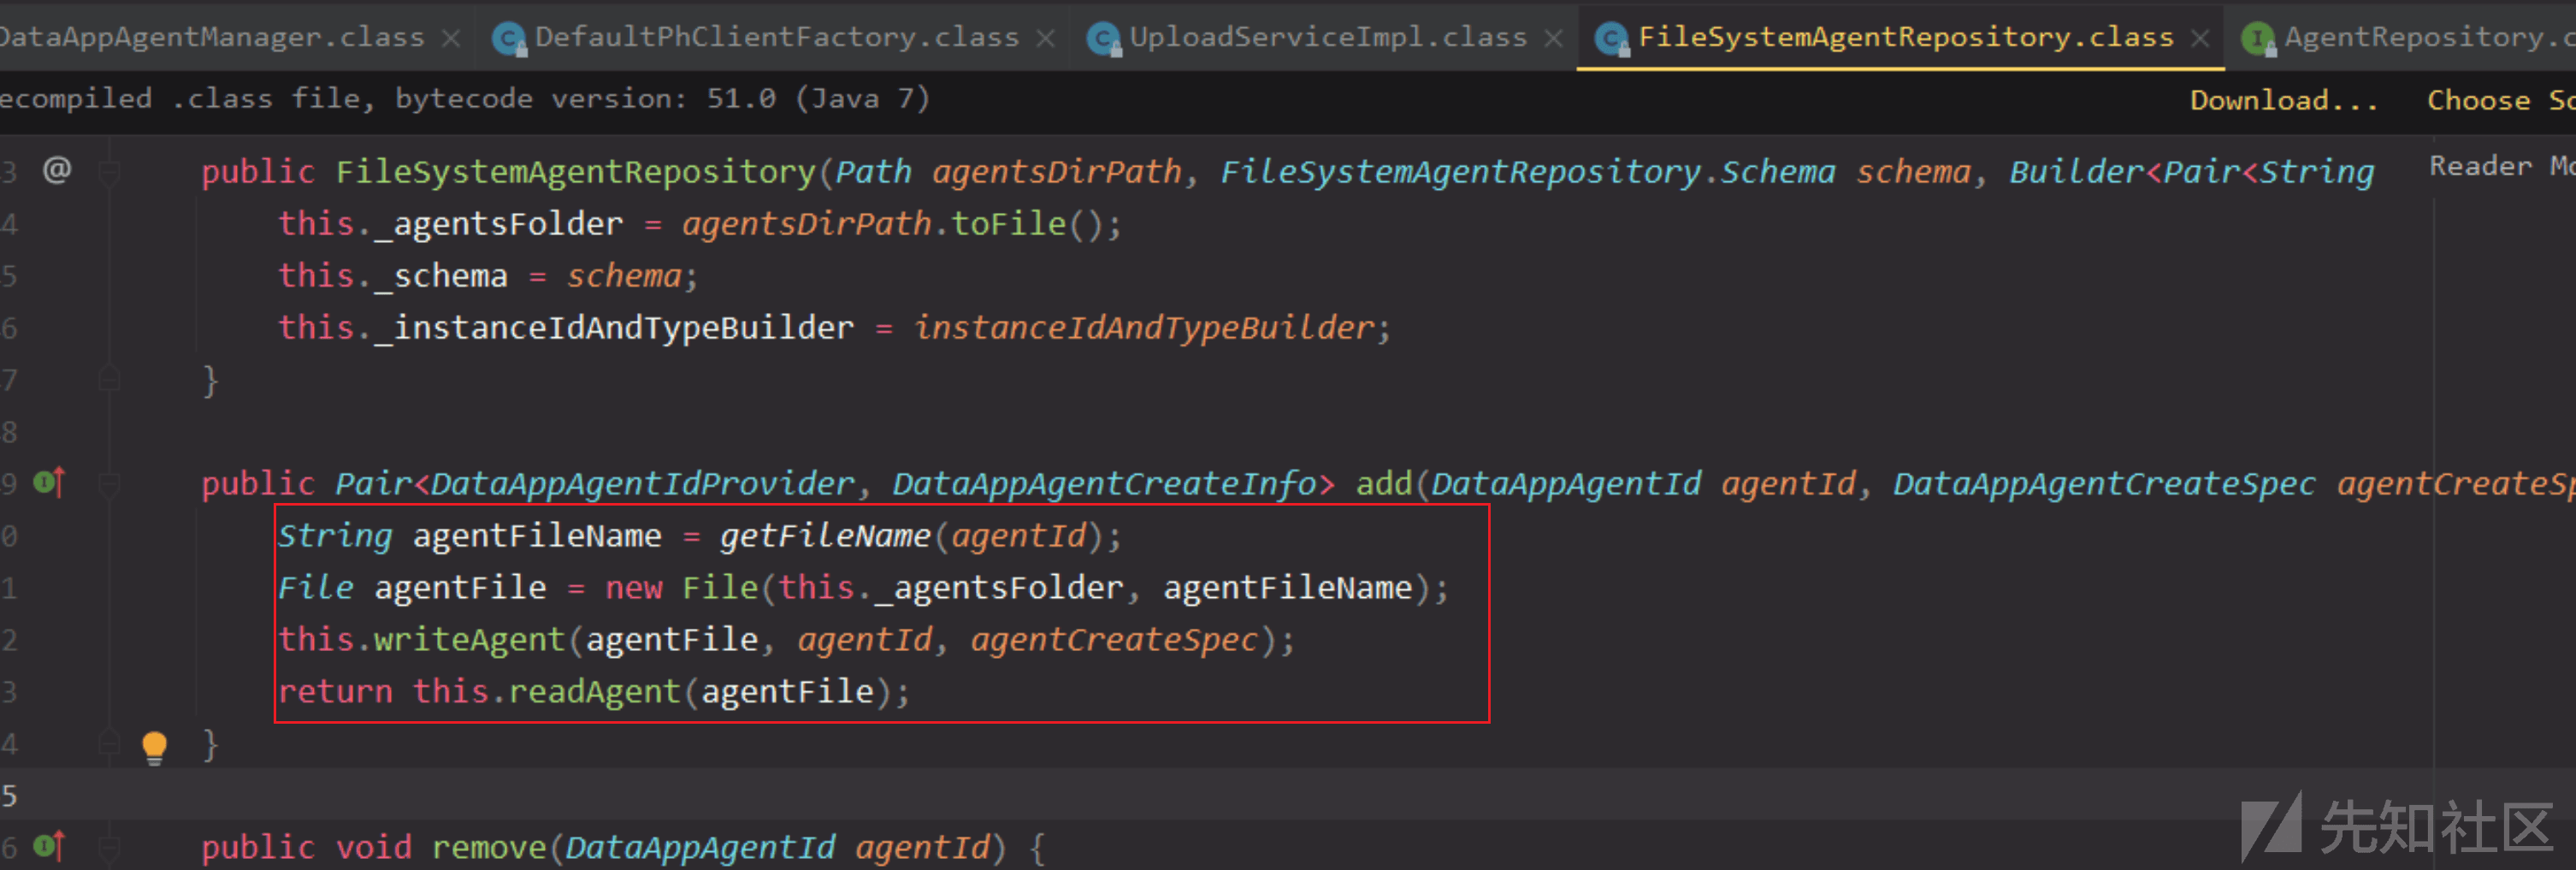 DataAppAgentManager.class DefaultPhClientFactory.class UploadServiceImpl.class FileSystemAgentRepository.class AgentRepository.c
ecompiled .class file, bytecode version: 51.0 (Java 7) Download... Choose So
3 @ public FileSystemAgentRepository(Path agentsDirPath, FileSystemAgentRepository.Schema schema, Builder<Pair<String Reader Mo
4 this._agentsFolder = agentsDirPath.toFile();
5 this._schema = schema;
6 this._instanceIdAndTypeBuilder = instanceIdAndTypeBuilder;
7 }
8
9 public Pair<DataAppAgentIdProvider, DataAppAgentCreateInfo> add(DataAppAgentId agentId, DataAppAgentCreateSpec agentCreateSp
0 String agentFileName = getFileName(agentId);
1 File agentFile = new File(this._agentsFolder, agentFileName);
2 this.writeAgent(agentFile, agentId, agentCreateSpec);
3 return this.readAgent(agentFile);
4 }
5
6 public void remove(DataAppAgentId agentId) {
先知社区